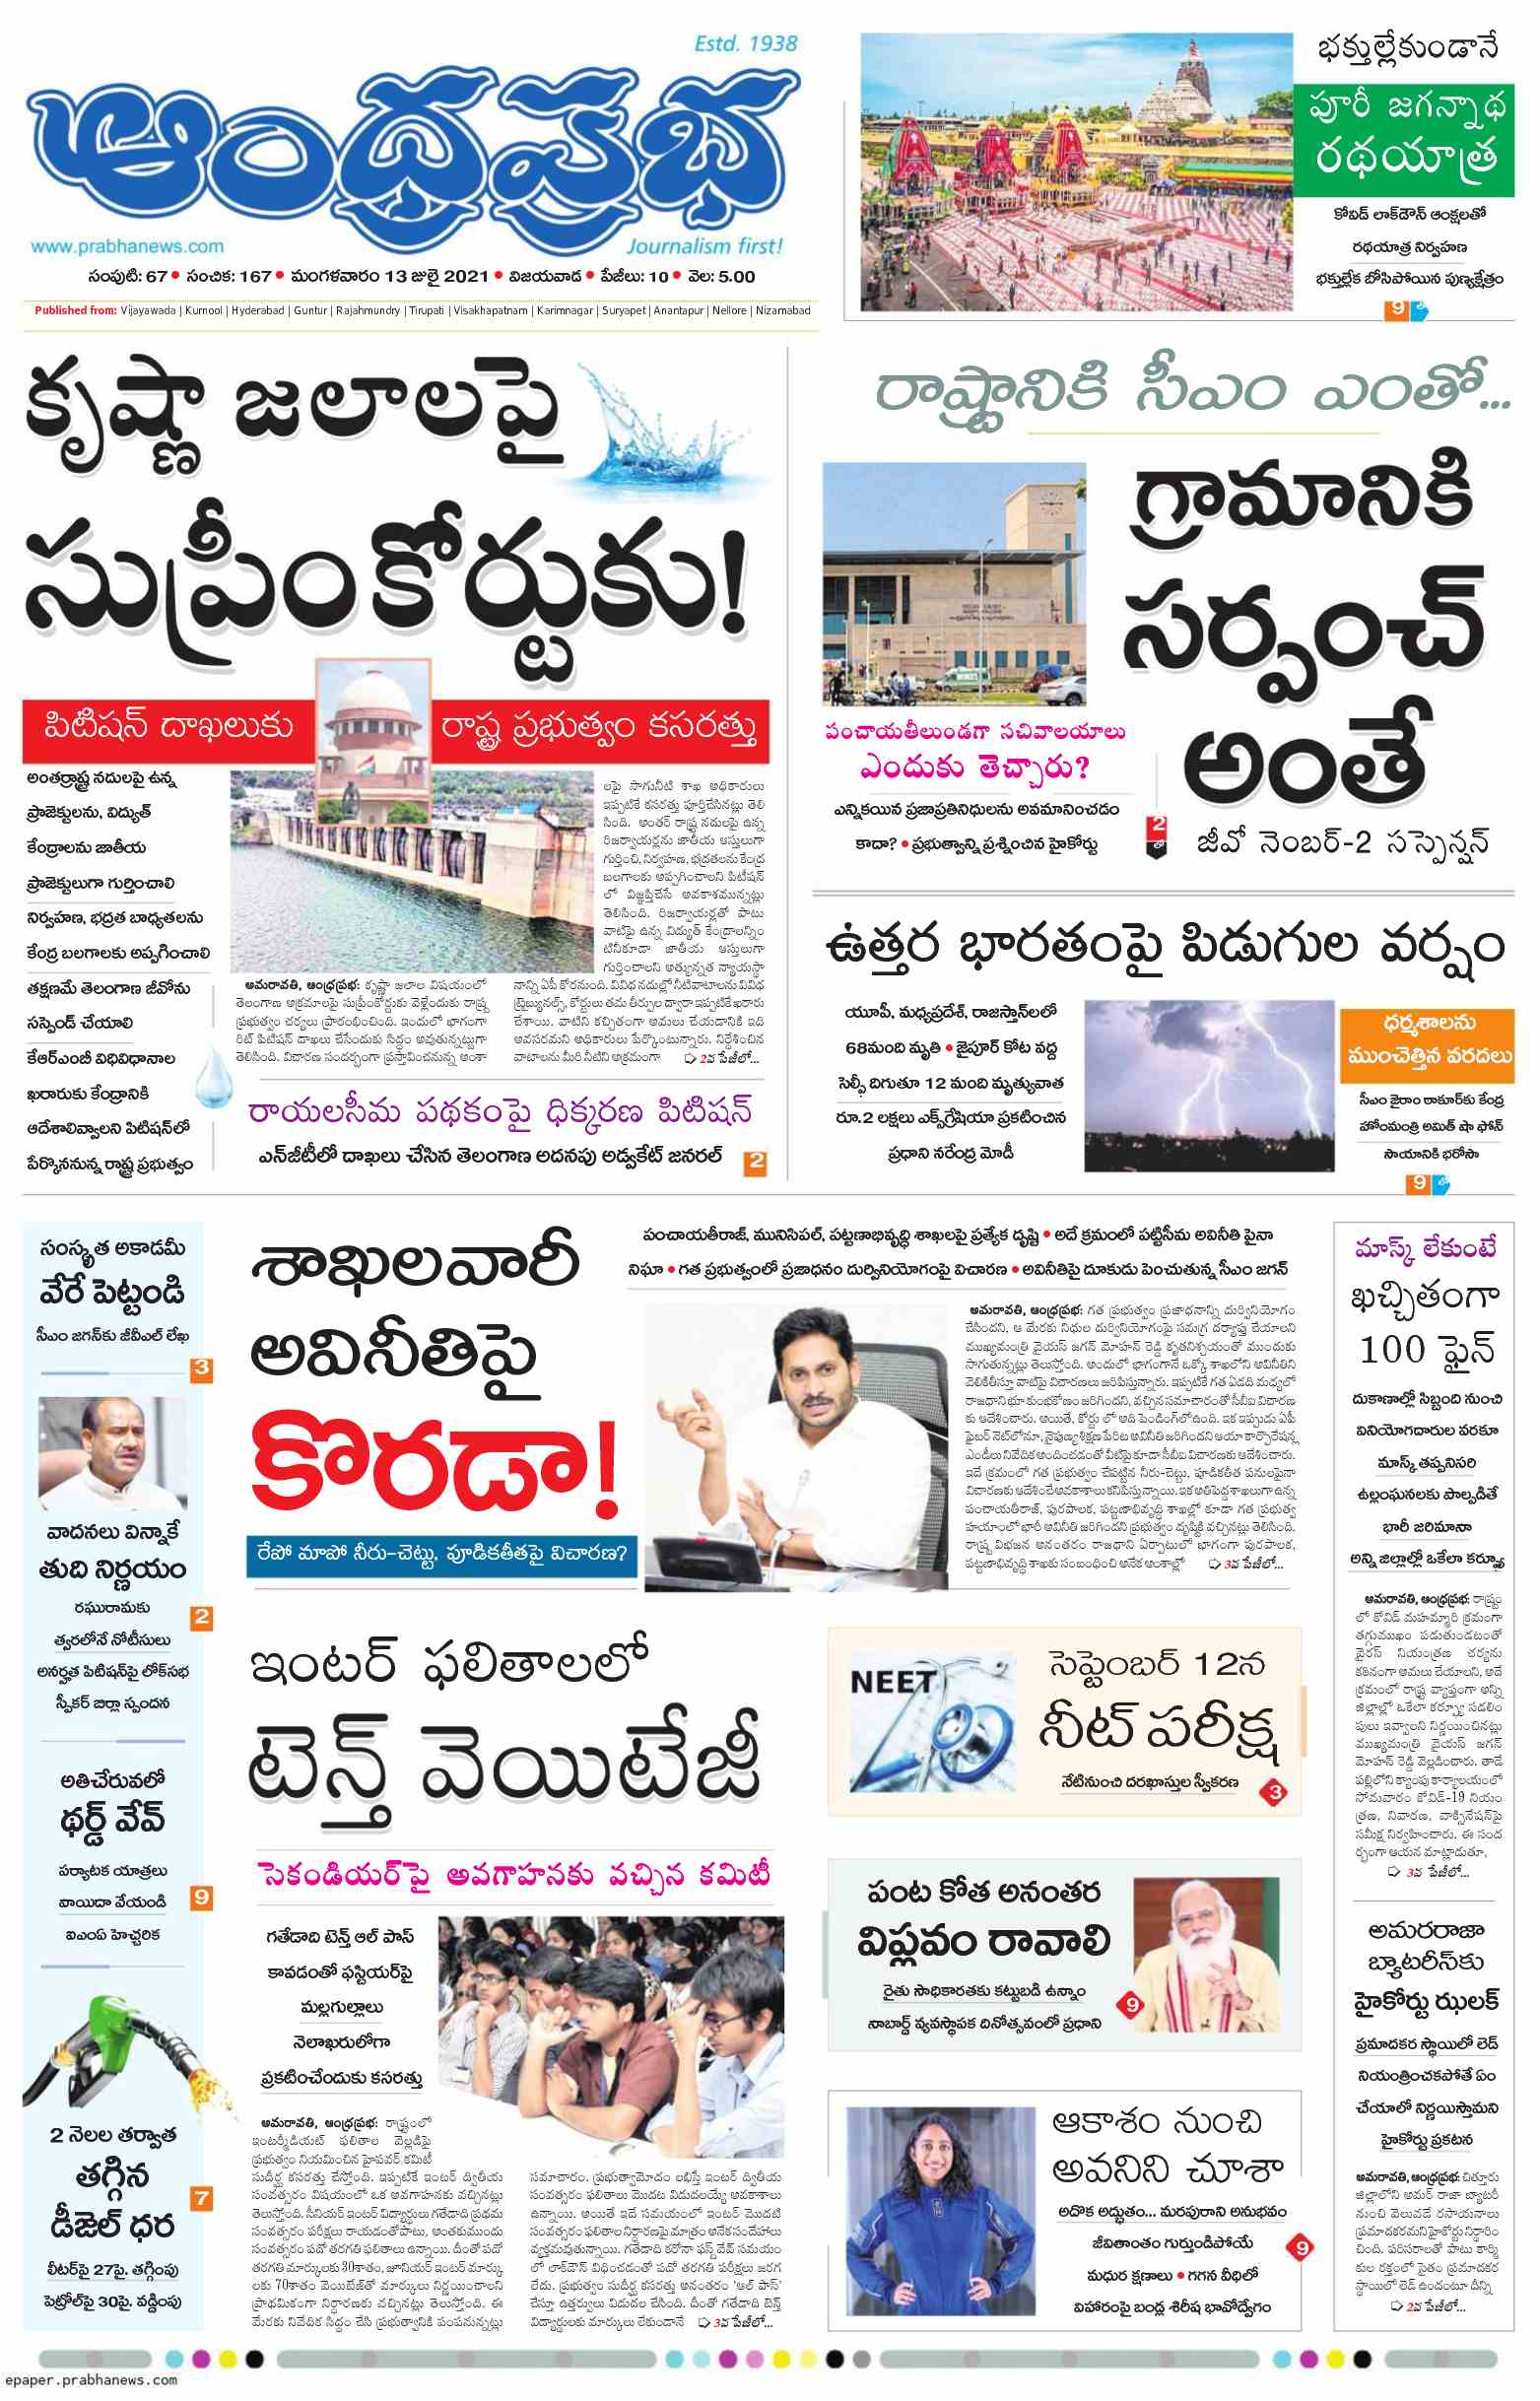 Estd. 1938
ఆంధ్రప్రభ
www.prabhanews.com
Journalism first!
సంపుటి: 67 • సంచిక: 167 • మంగళవారం 13 జులై 2021 • విజయవాడ • పేజీలు: 10 • వెల: 5.00
Published from: Vijayawada | Kurnool | Hyderabad | Guntur | Rajahmundry | Tirupati | Visakhapatnam | Karimnagar | Suryapet | Anantapur | Nellore | Nizamabad
భక్తుల్లేకుండానే
పూరీ జగన్నాథ
రథయాత్ర
కోవిడ్ లాక్‌డౌన్ ఆంక్షలతో
రథయాత్ర నిర్వహణ
భక్తుల్లేక బోసిపోయిన పుణ్యక్షేత్రం
9లో
కృష్ణా జలాలపై
సుప్రీంకోర్టుకు!
పిటిషన్ దాఖలుకు రాష్ట్ర ప్రభుత్వం కసరత్తు
అంతర్రాష్ట్ర నదులపై ఉన్న
ప్రాజెక్టులను, విద్యుత్
కేంద్రాలను జాతీయ
ప్రాజెక్టులుగా గుర్తించాలి
నిర్వహణ, భద్రత బాధ్యతలను
కేంద్ర బలగాలకు అప్పగించాలి
తక్షణమే తెలంగాణ జీవోను
సస్పెండ్ చేయాలి
కేఆర్ఎంబీ విధివిధానాల
ఖరారుకు కేంద్రానికి
ఆదేశాలివ్వాలని పిటిషన్‌లో
పేర్కొననున్న రాష్ట్ర ప్రభుత్వం
అమరావతి, ఆంధ్రప్రభ: కృష్ణా జలాల విషయంలో
తెలంగాణ అక్రమాలపై సుప్రీంకోర్టుకు వెళ్లేందుకు రాష్ట్ర
ప్రభుత్వం చర్యలు ప్రారంభించింది. ఇందులో భాగంగా
రిట్ పిటిషన్ దాఖలు చేసేందుకు సిద్ధం అవుతున్నట్టుగా
తెలిసింది. విచారణ సందర్భంగా ప్రస్తావించనున్న అంశా
లపై సాగునీటి శాఖ అధికారులు
ఇప్పటికే కసరత్తు పూర్తిచేసినట్లు తెలి
సింది. అంతర్ రాష్ట్ర నదులపై ఉన్న
రిజర్వాయర్లను జాతీయ ఆస్తులుగా
గుర్తించి, నిర్వహణ, భద్రతలను కేంద్ర
బలగాలకు అప్పగించాలని పిటీషన్
లో విజ్ఞప్తిచేసే అవకాశమున్నట్లు
తెలిసింది. రిజర్వాయర్లతో పాటు
వాటిపై ఉన్న విద్యుత్ కేంద్రాలన్నిం
టినీకూడా జాతీయ ఆస్తులుగా
గుర్తించాలని అత్యున్నత న్యాయస్థా
నాన్ని ఏపీ కోరనుంది. వివిధ నదుల్లో నీటివాటాలను వివిధ
ట్రైబ్యునల్స్, కోర్టులు తమ తీర్పుల ద్వారా ఇప్పటికే ఖరారు
చేశాయి. వాటిని కచ్చితంగా అమలు చేయడానికి ఇది
అవసరమని అధికారులు పేర్కొంటున్నారు. నిర్దేశించిన
వాటాలను మీరి నీటిని అక్రమంగా 2వ పేజీలో...
రాయలసీమ పథకంపై ధిక్కరణ పిటిషన్
ఎన్‌జీటీలో దాఖలు చేసిన తెలంగాణ అదనపు అడ్వకేట్ జనరల్ 2
రాష్ట్రానికి సీఎం ఎంతో...
గ్రామానికి
సర్పంచ్
అంతే
పంచాయతీలుండగా సచివాలయాలు
ఎందుకు తెచ్చారు?
ఎన్నికయిన ప్రజాప్రతినిధులను అవమానించడం
కాదా? • ప్రభుత్వాన్ని ప్రశ్నించిన హైకోర్టు
2లో
జీవో నెంబర్-2 సస్పెన్షన్
ఉత్తర భారతంపై పిడుగుల వర్షం
యూపీ, మధ్యప్రదేశ్, రాజస్తాన్‌లలో
68మంది మృతి • జైపూర్ కోట వద్ద
సెల్ఫీ దిగుతూ 12 మంది మృత్యువాత
రూ.2 లక్షలు ఎక్స్‌గ్రేషియా ప్రకటించిన
ప్రధాని నరేంద్ర మోడీ
ధర్మశాలను
ముంచెత్తిన వరదలు
సీఎం జైరాం ఠాకూర్‌కు కేంద్ర
హోంమంత్రి అమిత్ షా ఫోన్
సాయానికి భరోసా
9లో
సంస్కృత అకాడమీ
వేరే పెట్టండి
సీఎం జగన్‌కు జీవీఎల్ లేఖ
3
వాదనలు విన్నాకే
తుది నిర్ణయం
రఘురామకు
త్వరలోనే నోటీసులు
అనర్హత పిటిషన్‌పై లోక్‌సభ
స్పీకర్ బిర్లా స్పందన
2
అతిచేరువలో
థర్డ్ వేవ్
పర్యాటక యాత్రలు
వాయిదా వేయండి
ఐఎంఏ హెచ్చరిక
9
2 నెలల తర్వాత
తగ్గిన
డీజెల్ ధర
లీటర్‌పై 27పై. తగ్గింపు
పెట్రోల్‌పై 30పై. వడ్డింపు
7
శాఖలవారీ
అవినీతిపై
కొరడా!
రేపో మాపో నీరు-చెట్టు, పూడికతీతపై విచారణ?
పంచాయతీరాజ్, మునిసిపల్, పట్టణాభివృద్ధి శాఖలపై ప్రత్యేక దృష్టి • అదే క్రమంలో పట్టిసీమ అవినీతి పైనా
నిఘా • గత ప్రభుత్వంలో ప్రజాధనం దుర్వినియోగంపై విచారణ • అవినీతిపై దూకుడు పెంచుతున్న సీఎం జగన్
అమరావతి, ఆంధ్రప్రభ: గత ప్రభుత్వం ప్రజాధనాన్ని దుర్వినియోగం
చేసిందని, ఆ మేరకు నిధుల దుర్వినియోగంపై సమగ్ర దర్యాప్తు చేయాలని
ముఖ్యమంత్రి వైయస్ జగన్ మోహన్ రెడ్డి కృతనిశ్చయంతో ముందుకు
సాగుతున్నట్లు తెలుస్తోంది. అందులో భాగంగానే ఒక్కో శాఖలోని అవినీతిని
వెలికితీస్తూ వాటిపై విచారణలు జరిపిస్తున్నారు. ఇప్పటికే గత ఏడది మధ్యలో
రాజధాని భూ కుంభకోణం జరిగిందని, వచ్చిన సమాచారంతో సీబీఐ విచారణ
కు ఆదేశించారు. అయితే, కోర్టు లో అది పెండింగ్‌లో ఉంది. ఇక ఇప్పుడు ఏపీ
ఫైబర్ నెట్‌లోనూ, నైపుణ్య శిక్షణ పేరిట అవినీతి జరిగిందని ఆయా కార్పొరేషన్ల
ఎండీలు నివేదిక అందించడంతో వీటిపై కూడా సీబీఐ విచారణకు ఆదేశించారు.
ఇదే క్రమంలో గత ప్రభుత్వం చేపట్టిన నీరు-చెట్టు, పూడికతీత పనులపైనా
విచారణకు ఆదేశించే అవకాశాలు కనిపిస్తున్నాయి. ఇక అతిపెద్ద శాఖలుగా ఉన్న
పంచాయతీరాజ్, పురపాలక, పట్టణాభివృద్ధి శాఖల్లో కూడా గత ప్రభుత్వ
హయాంలో భారీ అవినీతి జరిగిందని ప్రభుత్వం దృష్టికి వచ్చినట్లు తెలిసింది.
రాష్ట్ర విభజన అనంతరం రాజధాని ఏర్పాటులో భాగంగా పురపాలక,
పట్టణాభివృద్ధి శాఖకు సంబంధించి అనేక అంశాల్లో 3వ పేజీలో...
ఇంటర్ ఫలితాలలో
టెన్త్ వెయిటేజీ
సెకండియర్‌పై అవగాహనకు వచ్చిన కమిటీ
గతేడాది టెన్త్ ఆల్ పాస్
కావడంతో ఫస్టియర్‌పై
మల్లగుల్లాలు
నెలాఖరులోగా
ప్రకటించేందుకు కసరత్తు
అమరావతి, ఆంధ్రప్రభ: రాష్ట్రంలో
ఇంటర్మీడియట్ ఫలితాల వెల్లడిపై
ప్రభుత్వం నియమించిన హైపవర్ కమిటీ
సుదీర్ఘ కసరత్తు చేస్తోంది. ఇప్పటికే ఇంటర్ ద్వితీయ
సంవత్సరం విషయంలో ఒక అవగాహనకు వచ్చినట్లు
తెలుస్తోంది. సీనియర్ ఇంటర్ విద్యార్థులు గతేడాది ప్రథమ
సంవత్సరం పరీక్షలు రాయడంతోపాటు, అంతకుముందు
సంవత్సరం పదో తరగతి ఫలితాలు ఉన్నాయి. దీంతో పదో
తరగతి మార్కులకు 30శాతం, జూనియర్ ఇంటర్ మార్కు
లకు 70శాతం వెయిటేజ్‌తో మార్కులు నిర్ణయించాలని
ప్రాథమికంగా నిర్ధారణకు వచ్చినట్లు తెలుస్తోంది. ఈ
మేరకు నివేదిక సిద్ధం చేసి ప్రభుత్వానికి పంపనున్నట్లు
సమాచారం. ప్రభుత్వామోదం లభిస్తే ఇంటర్ ద్వితీయ
సంవత్సరం ఫలితాలు మొదట విడుదలయ్యే అవకాశాలు
ఉన్నాయి. అయితే ఇదే సమయంలో ఇంటర్ మొదటి
సంవత్సరం ఫలితాల నిర్ధారణపై మాత్రం అనేక సందేహాలు
వ్యక్తమవుతున్నాయి. గతేడాది కరోనా ఫస్ట్ వేవ్ సమయం
లో లాక్‌డౌన్ విధించడంతో పదో తరగతి పరీక్షలు జరగ
లేదు. ప్రభుత్వం సుదీర్ఘ కసరత్తు అనంతరం 'ఆల్ పాస్'
చేస్తూ ఉత్తర్వులు విడుదల చేసింది. దీంతో గతేడాది టెన్త్
విద్యార్థులకు మార్కులు లేకుండానే 3వ పేజీలో...
NEET
సెప్టెంబర్ 12న
నీట్ పరీక్ష
నేటినుంచి దరఖాస్తుల స్వీకరణ
3
పంట కోత అనంతర
విప్లవం రావాలి
రైతు సాధికారతకు కట్టుబడి ఉన్నాం
నాబార్డ్ వ్యవస్థాపక దినోత్సవంలో ప్రధాని
9
ఆకాశం నుంచి
అవనిని చూశా
అదొక అద్భుతం... మరపురాని అనుభవం
జీవితాంతం గుర్తుండిపోయే
మధుర క్షణాలు • గగన వీధిలో
విహారంపై బండ్ల శిరీష భావోద్వేగం
9
మాస్క్ లేకుంటే
ఖచ్చితంగా
100 ఫైన్
దుకాణాల్లో సిబ్బంది నుంచి
వినియోగదారుల వరకూ
మాస్క్ తప్పనిసరి
ఉల్లంఘనలకు పాల్పడితే
భారీ జరిమానా
అన్ని జిల్లాల్లో ఒకేలా కర్ఫ్యూ
అమరావతి, ఆంధ్రప్రభ: రాష్ట్రం
లో కోవిడ్ మహమ్మారి క్రమంగా
తగ్గుముఖం పడుతుండటంతో
వైరస్ నియంత్రణ చర్యను
కఠినంగా అమలు చేయాలని, అదే
క్రమంలో రాష్ట్ర వ్యాప్తంగా అన్ని
జిల్లాల్లో ఒకేలా కర్ఫ్యూ సడలిం
పులు ఇవ్వాలని నిర్ణయించినట్లు
ముఖ్యమంత్రి వైయస్ జగన్
మోహన్ రెడ్డి వెల్లడించారు. తాడే
పల్లిలోని క్యాంపు కార్యాలయంలో
సోమవారం కోవిడ్-19 నియం
త్రణ, నివారణ, వాక్సినేషన్‌పై
సమీక్ష నిర్వహించారు. ఈ సంద
ర్భంగా ఆయన మాట్లాడుతూ,
3వ పేజీలో...
అమరరాజా
బ్యాటరీస్‌కు
హైకోర్టు ఝలక్
ప్రమాదకర స్థాయిలో లెడ్
నియంత్రించకపోతే ఏం
చేయాలో నిర్ణయిస్తామని
హైకోర్టు ప్రకటన
అమరావతి, ఆంధ్రప్రభ: చిత్తూరు
జిల్లాలోని అమర్ రాజా బ్యాటరీ
నుంచి వెలువడే రసాయనాలు
ప్రమాదకరమని హైకోర్టు నిర్ధారిం
చింది. పరిసరాలతో పాటు కార్మి
కుల రక్తంలో సైతం ప్రమాదకర
స్థాయిలో లెడ్ ఉందంటూ దీన్ని
2వ పేజీలో...
epaper.prabhanews.com